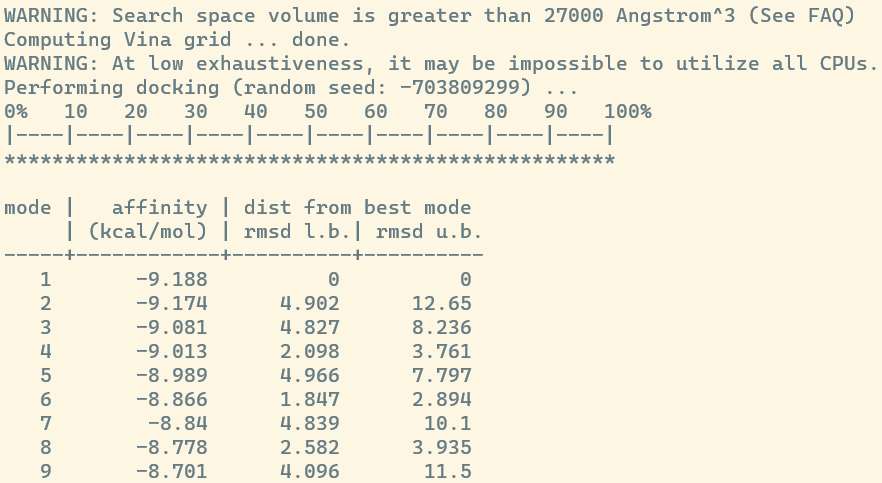 WARNING: Search space volume is greater than 27000 Angstrom^3 (See FAQ)
Computing Vina grid ... done.
WARNING: At low exhaustiveness, it may be impossible to utilize all CPUs.
Performing docking (random seed: -703809299) ...
0%   10   20   30   40   50   60   70   80   90   100%
|----|----|----|----|----|----|----|----|----|----|
***************************************************

mode |   affinity | dist from best mode
     | (kcal/mol) | rmsd l.b.| rmsd u.b.
-----+------------+----------+----------
   1       -9.188          0          0
   2       -9.174      4.902      12.65
   3       -9.081      4.827      8.236
   4       -9.013      2.098      3.761
   5       -8.989      4.966      7.797
   6       -8.866      1.847      2.894
   7        -8.84      4.839       10.1
   8       -8.778      2.582      3.935
   9       -8.701      4.096       11.5